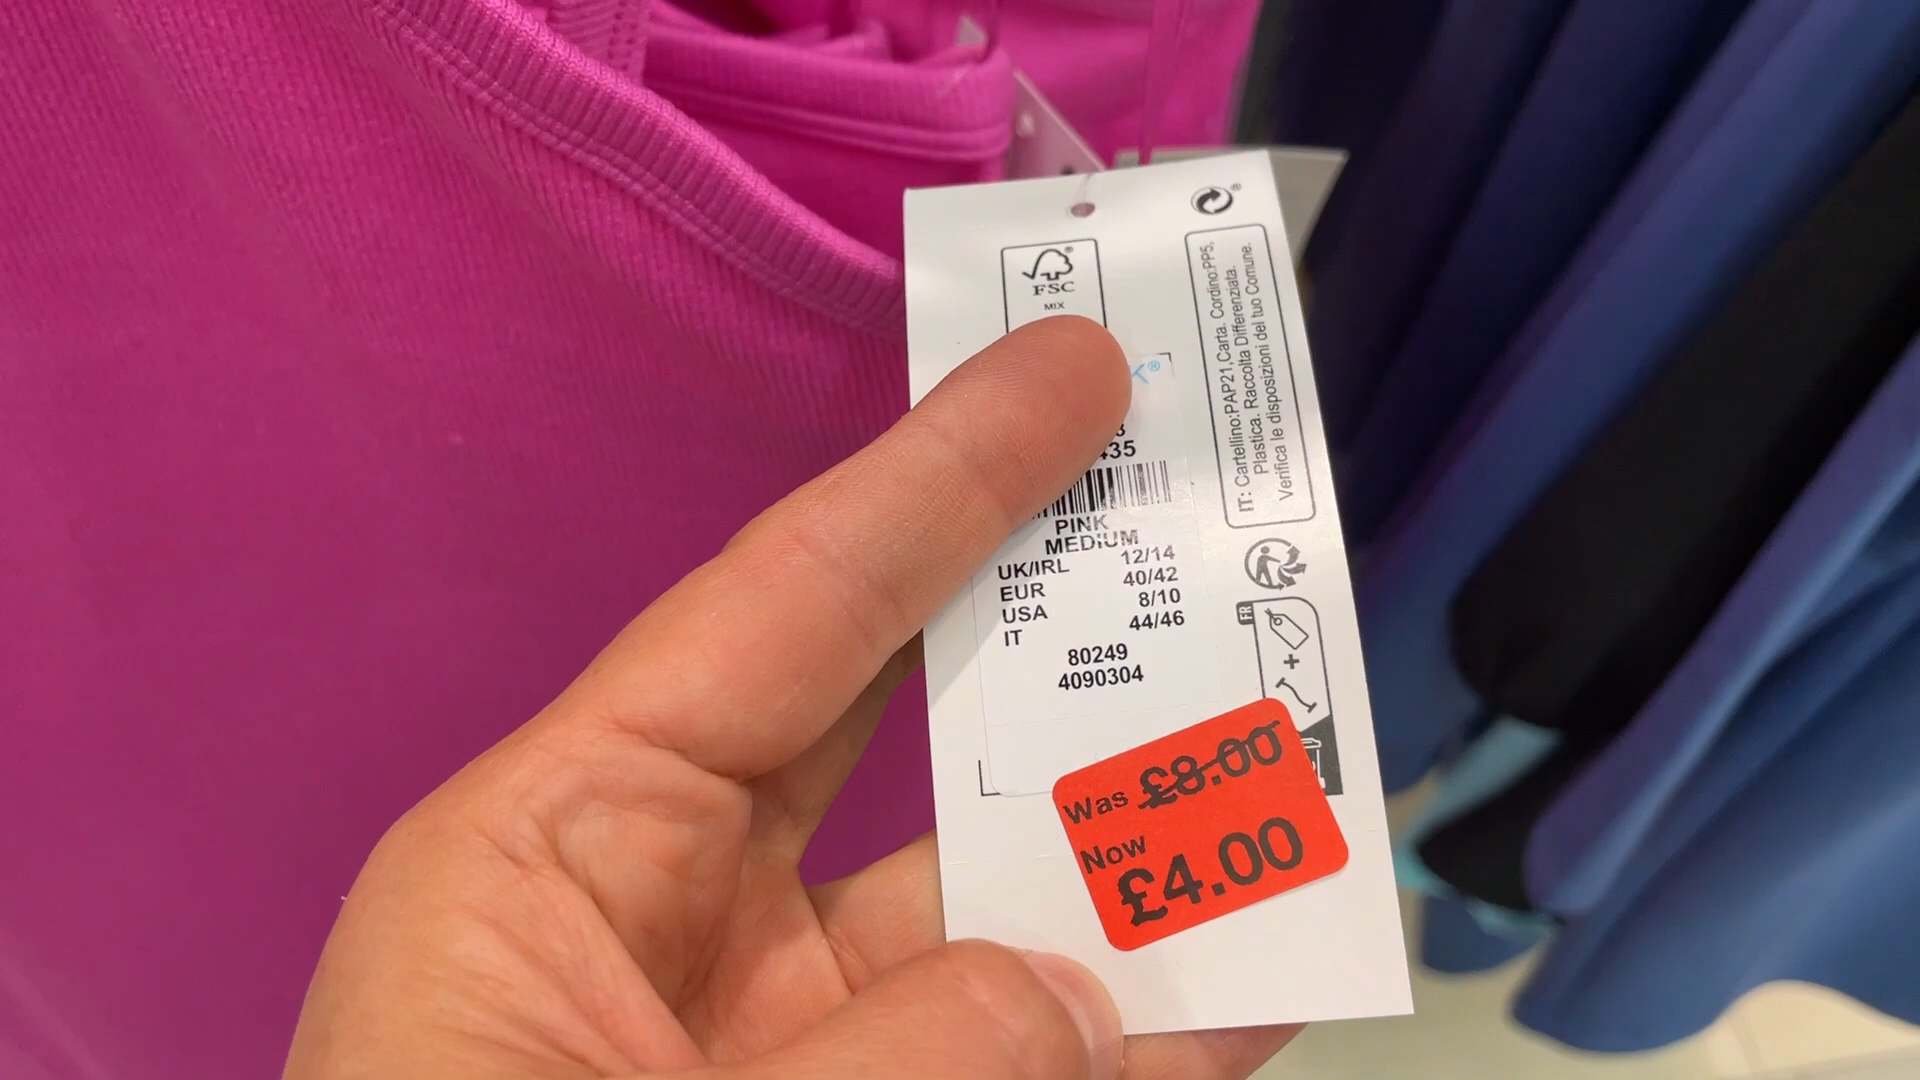 FSC
MIX
K®
435
PINK
MEDIUM
UK/IRL 12/14
EUR 40/42
USA 8/10
IT 44/46
80249
4090304
IT: Cartellino:PAP21,Carta. Cordino:PP5,
Plastica. Raccolta Differenziata.
Verifica le disposizioni del tuo Comune.
FR
+
Was £8.00
Now
£4.00